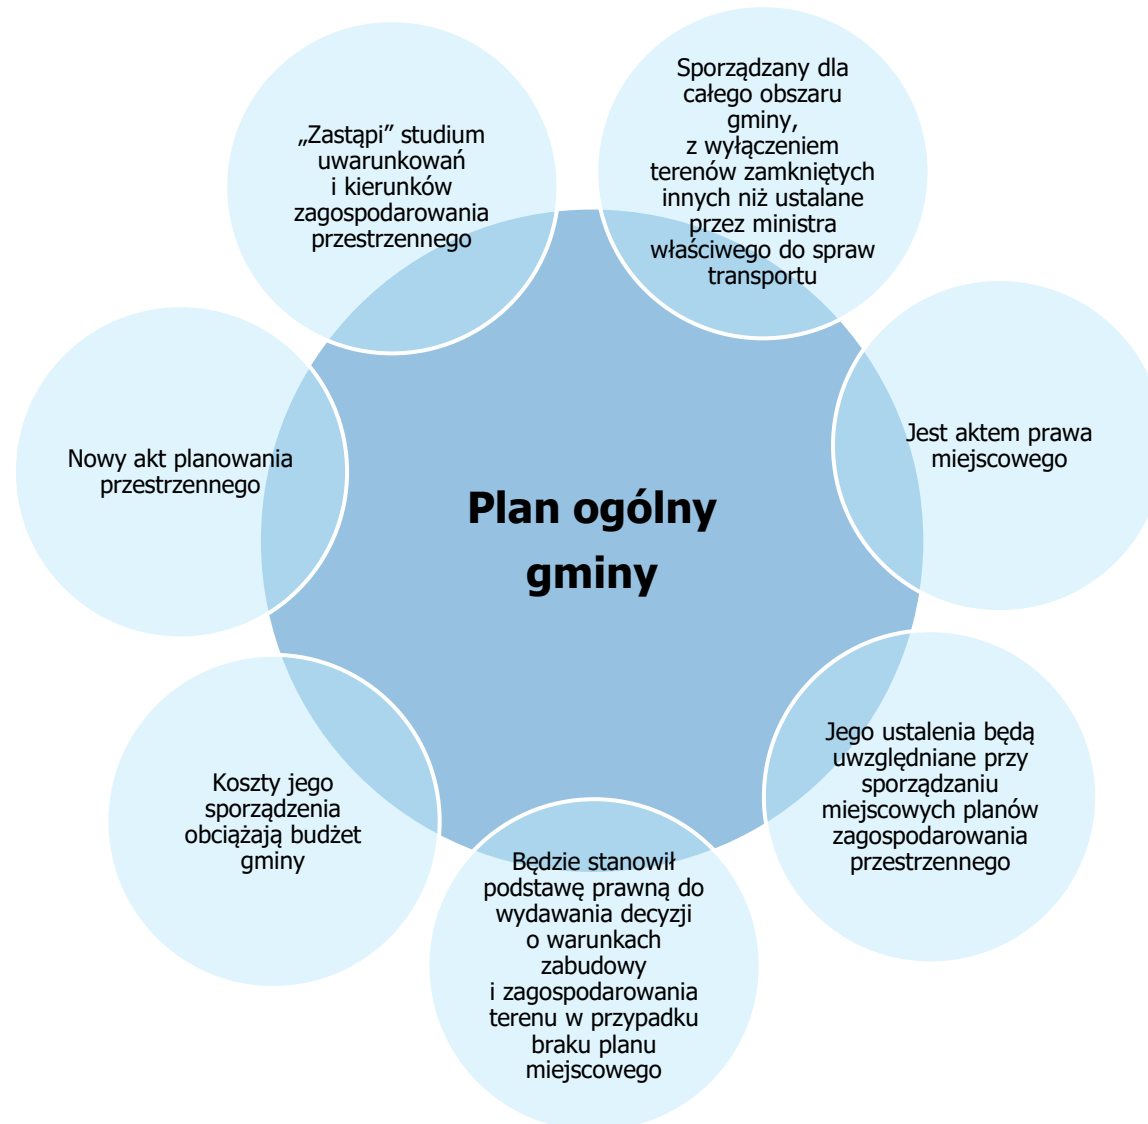 „Zastąpi” studium
uwarunkowań
i kierunków
zagospodarowania
przestrzennego
Sporządzany dla
całego obszaru
gminy,
z wyłączeniem
terenów zamkniętych
innych niż ustalane
przez ministra
właściwego do spraw
transportu
Nowy akt planowania
przestrzennego
Plan ogólny
gminy
Jest aktem prawa
miejscowego
Koszty jego
sporządzenia
obciążają budżet
gminy
Będzie stanowił
podstawę prawną do
wydawania decyzji
o warunkach
zabudowy
i zagospodarowania
terenu w przypadku
braku planu
miejscowego
Jego ustalenia będą
uwzględniane przy
sporządzaniu
miejscowych planów
zagospodarowania
przestrzennego